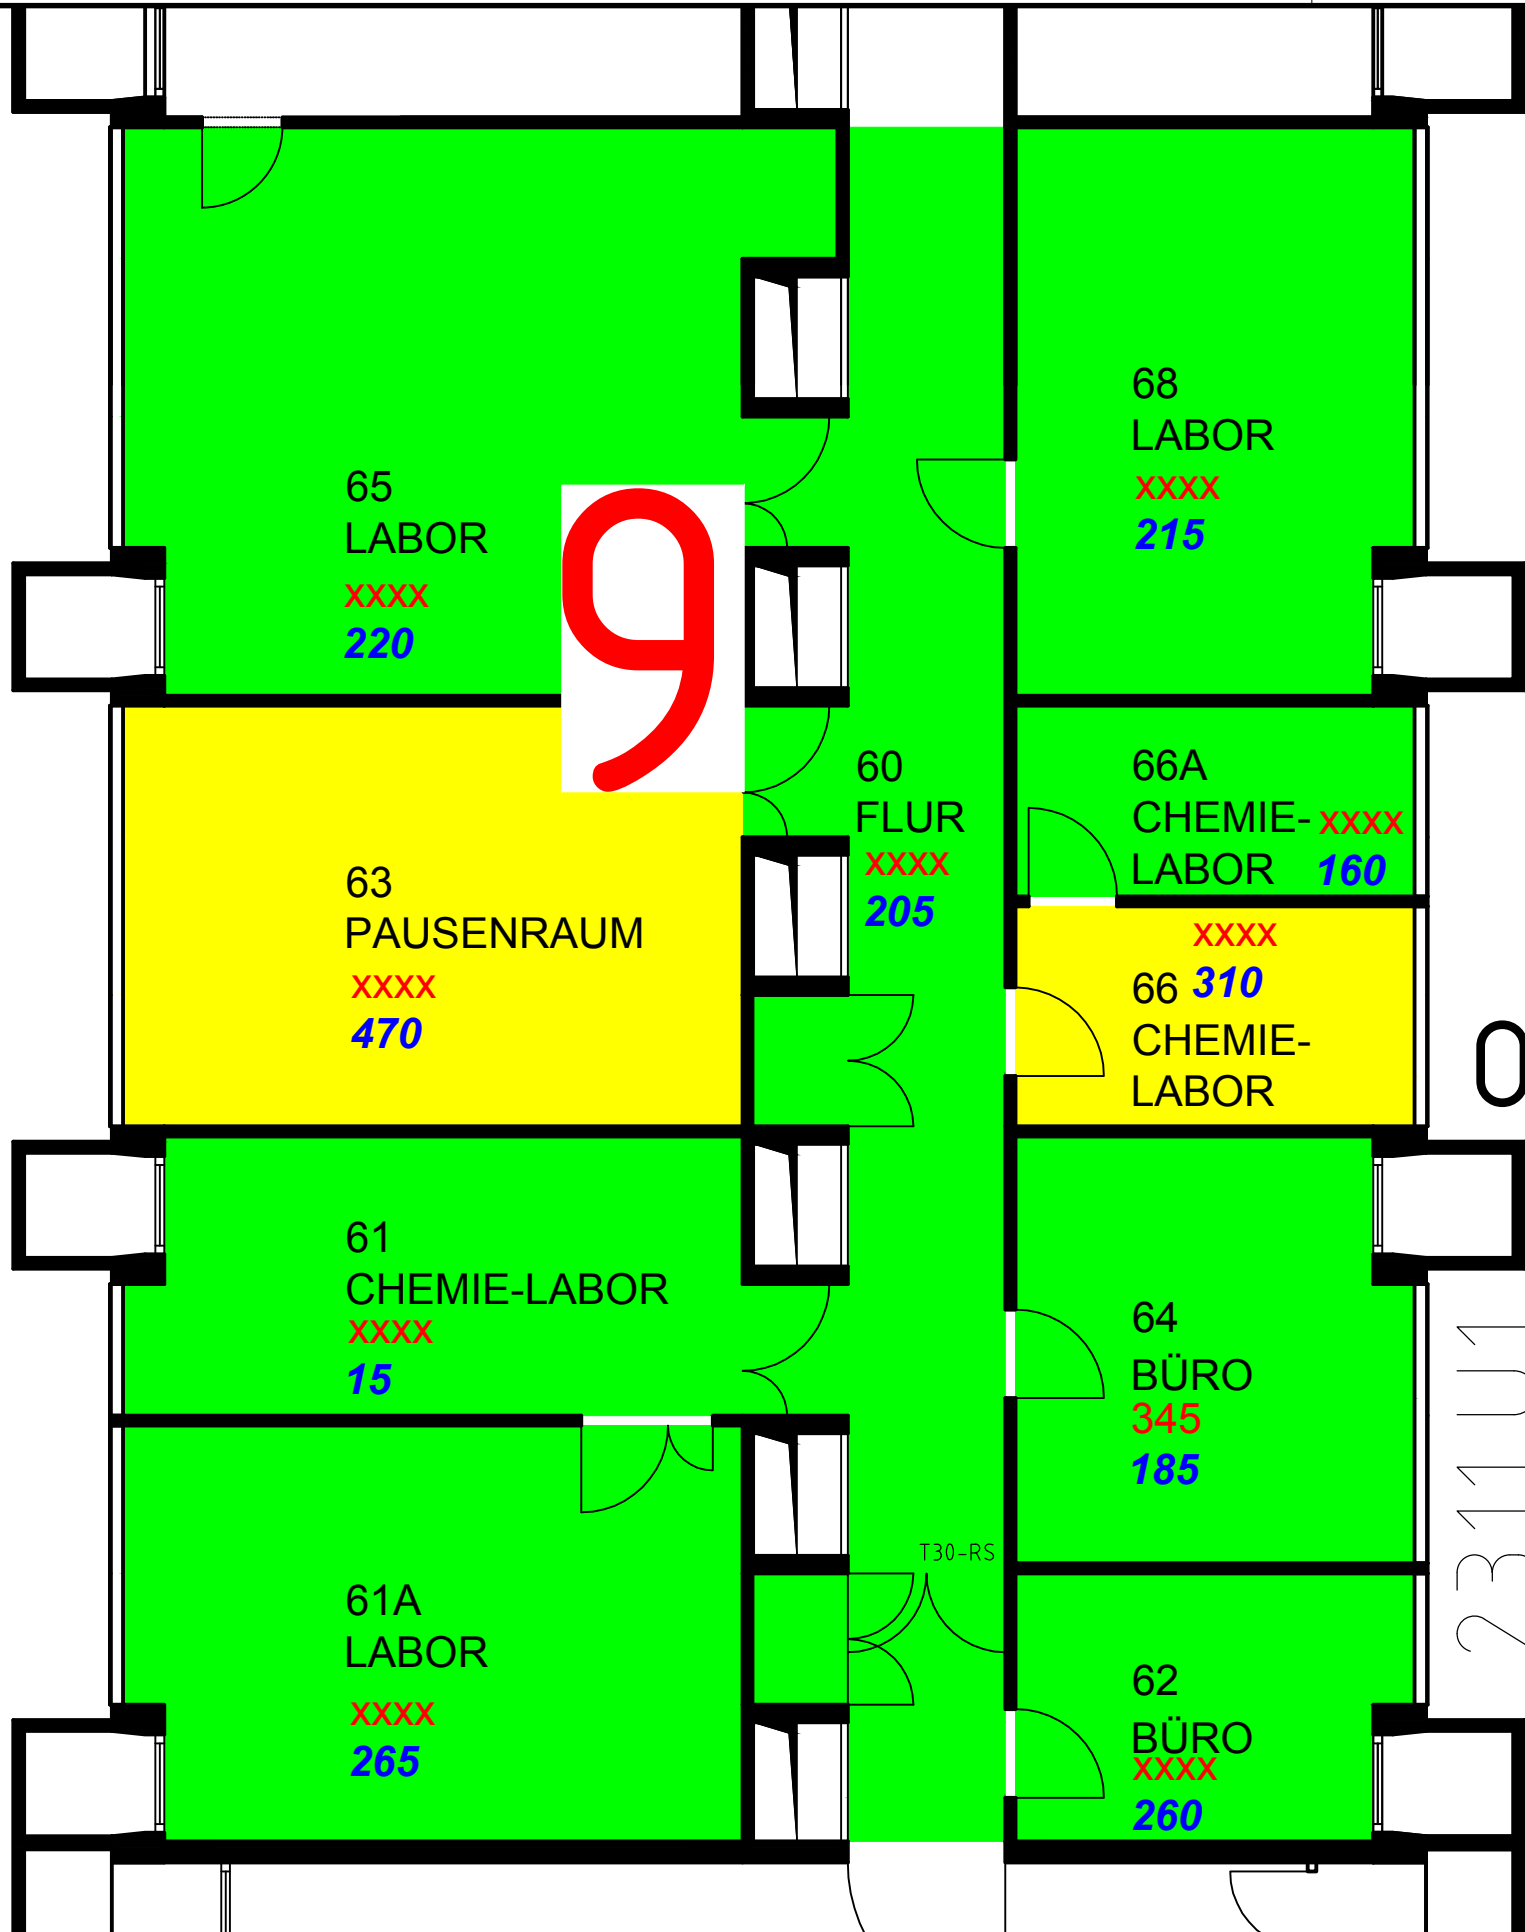 65
LABOR
xxxx
220
9
68
LABOR
xxxx
215
60
FLUR
xxxx
205
66A
CHEMIE-
LABOR
xxxx
160
63
PAUSENRAUM
xxxx
470
xxxx
310
66
CHEMIE-
LABOR
61
CHEMIE-LABOR
xxxx
15
64
BÜRO
345
185
T30-RS
61A
LABOR
xxxx
265
62
BÜRO
xxxx
260
2311U1